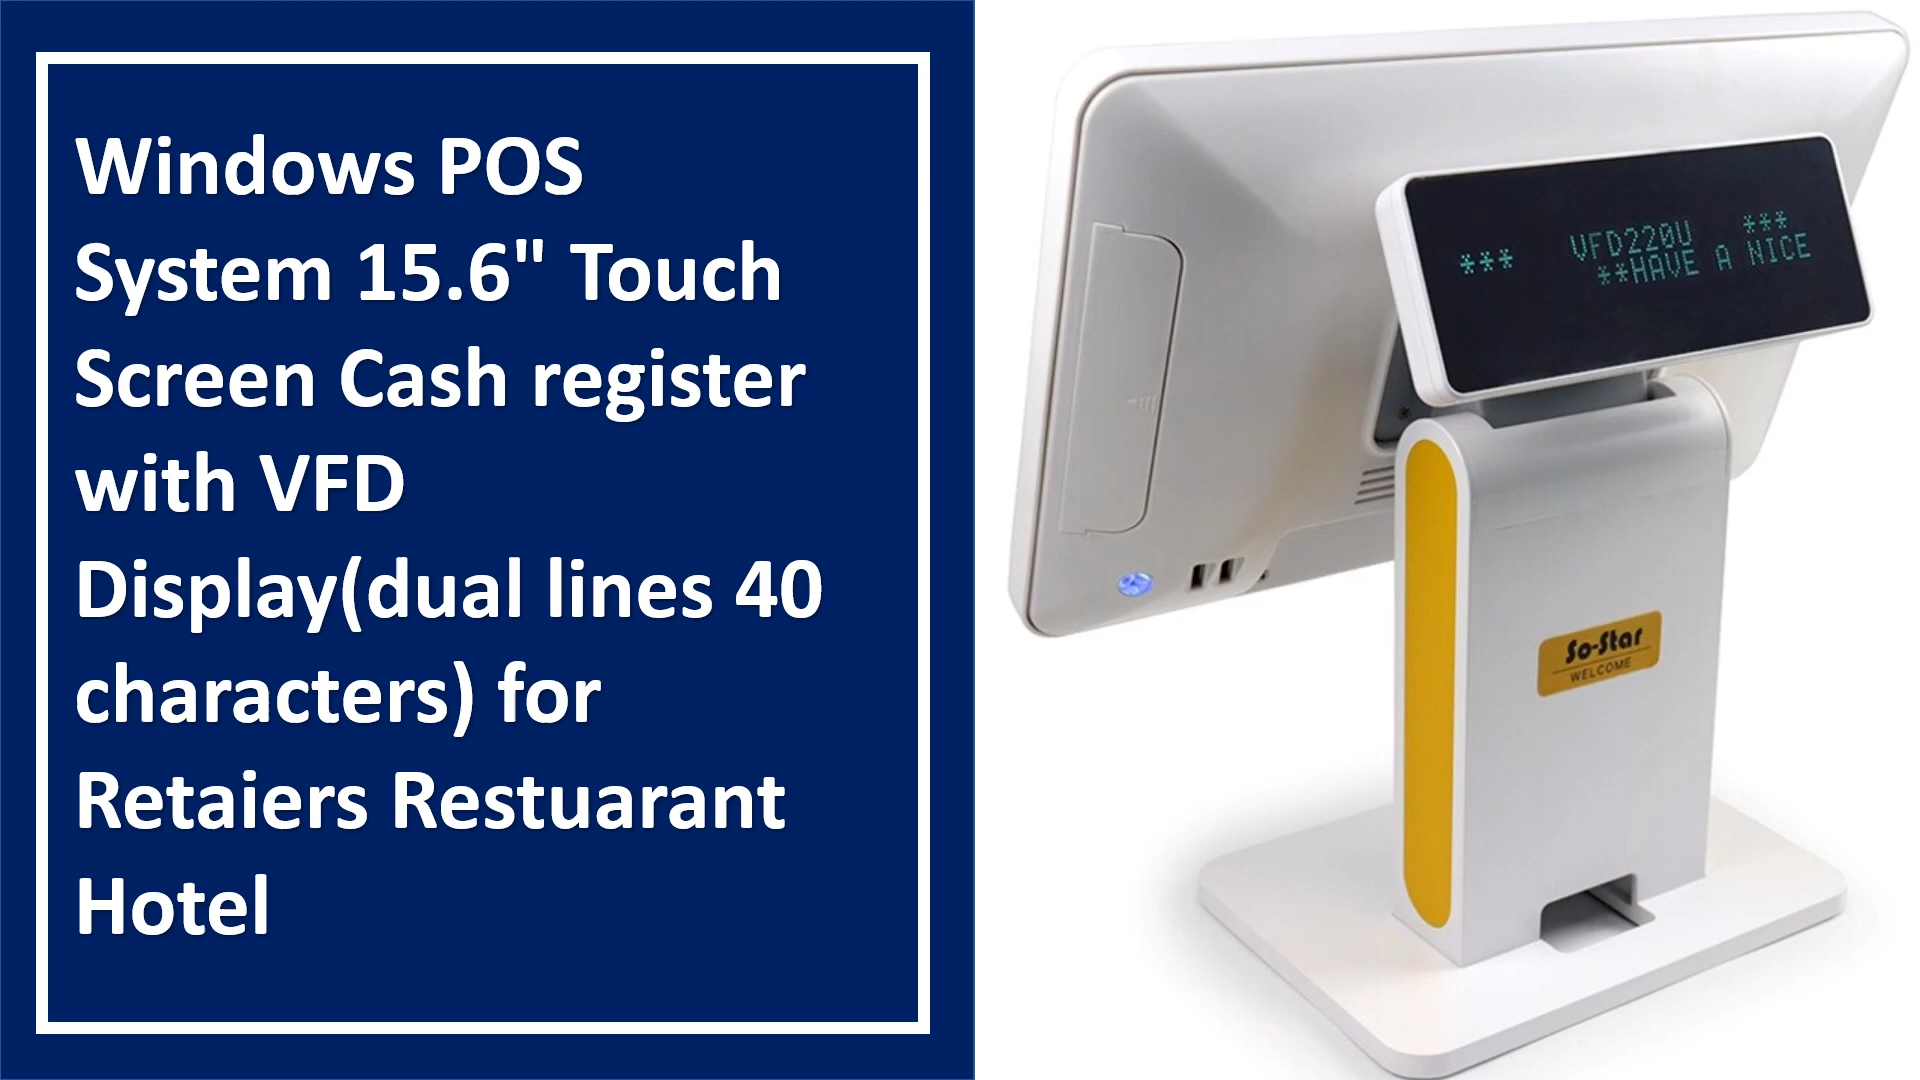 Windows POS
System 15.6" Touch
Screen Cash register
with VFD
Display(dual lines 40
characters) for
Retaiers Restuarant
Hotel
*** VFD220U ***
**HAVE A NICE
So-Star
WELCOME